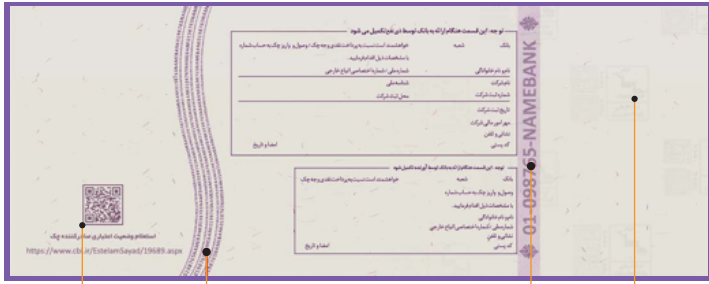 توجه: این قسمت هنگام ارائه به بانک توسط ذی نفع تکمیل می شود
بانک شعبه خواهشمند است نسبت به پرداخت نقدی وجه چک / وصول و واریز چک به حساب شماره
با مشخصات ذیل اقدام فرمایید.
نام و نام خانوادگی شماره ملی / شماره اختصاصی اتباع خارجی
نام شرکت شناسه ملی
شماره ثبت شرکت محل ثبت شرکت
تاریخ ثبت شرکت
مهر امور مالی شرکت
نشانی و تلفن
کد پستی امضا و تاریخ
توجه: این قسمت هنگام ارائه به بانک توسط آورنده تکمیل شود
بانک شعبه خواهشمند است نسبت به پرداخت نقدی وجه چک
وصول و واریز چک به حساب شماره
با مشخصات ذیل اقدام فرمایید.
نام و نام خانوادگی
شماره ملی / شماره اختصاصی اتباع خارجی
نشانی و تلفن
کد پستی امضا و تاریخ
01-098765-NAMEBANK
استعلام وضعیت اعتباری صادرکننده چک
https://www.cbi.ir/EstelamSayad/19689.aspx